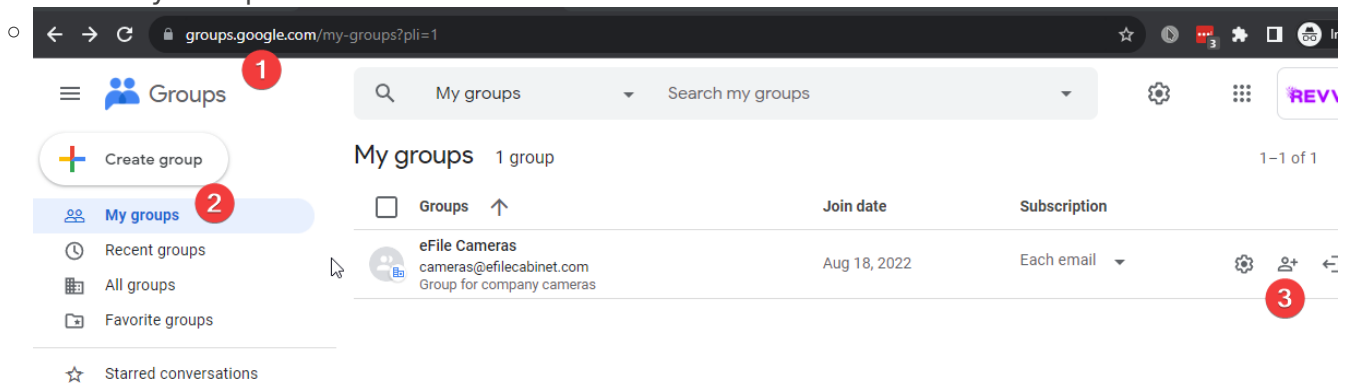 groups.google.com/my-groups?pli=1
3
1
Groups
My groups
Search my groups
REVV
Create group
My groups 1 group
1–1 of 1
2
My groups
Groups
Join date
Subscription
Recent groups
eFile Cameras
cameras@efilecabinet.com
Group for company cameras
Aug 18, 2022
Each email
All groups
3
Favorite groups
Starred conversations